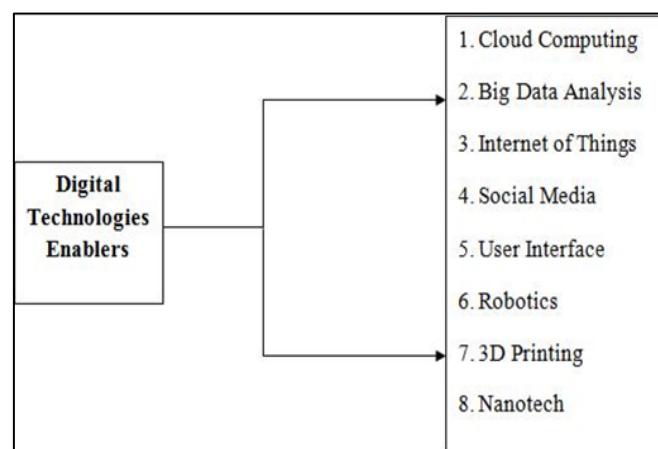 Digital
Technologies
Enablers
1. Cloud Computing
2. Big Data Analysis
3. Internet of Things
4. Social Media
5. User Interface
6. Robotics
7. 3D Printing
8. Nanotech